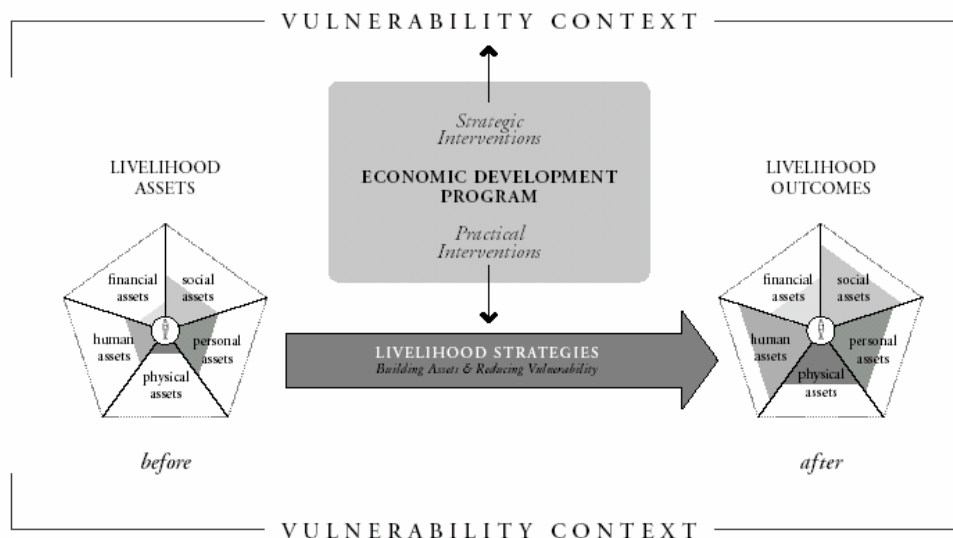 VULNERABILITY CONTEXT
Strategic
Interventions
ECONOMIC DEVELOPMENT
PROGRAM
Practical
Interventions
LIVELIHOOD
ASSETS
financial
assets
social
assets
human
assets
personal
assets
physical
assets
before
LIVELIHOOD STRATEGIES
Building Assets & Reducing Vulnerability
LIVELIHOOD
OUTCOMES
financial
assets
social
assets
human
assets
personal
assets
physical
assets
after
VULNERABILITY CONTEXT